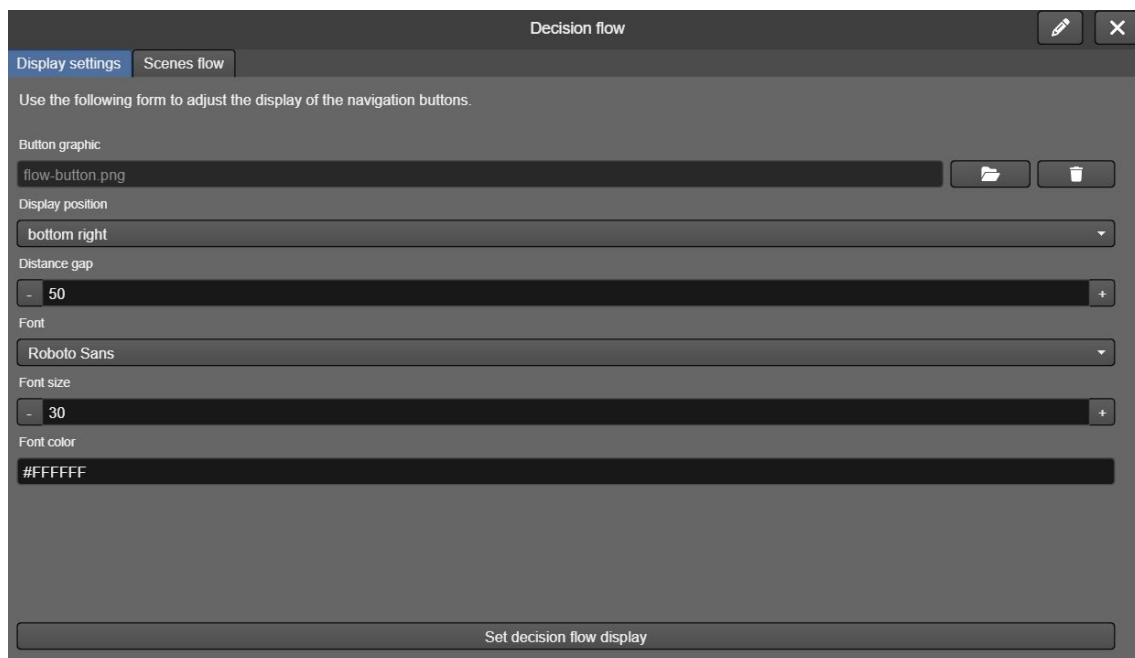 Decision flow
Display settings Scenes flow
Use the following form to adjust the display of the navigation buttons.
Button graphic
flow-button.png
Display position
bottom right
Distance gap
- 50 +
Font
Roboto Sans
Font size
- 30 +
Font color
#FFFFFF
Set decision flow display